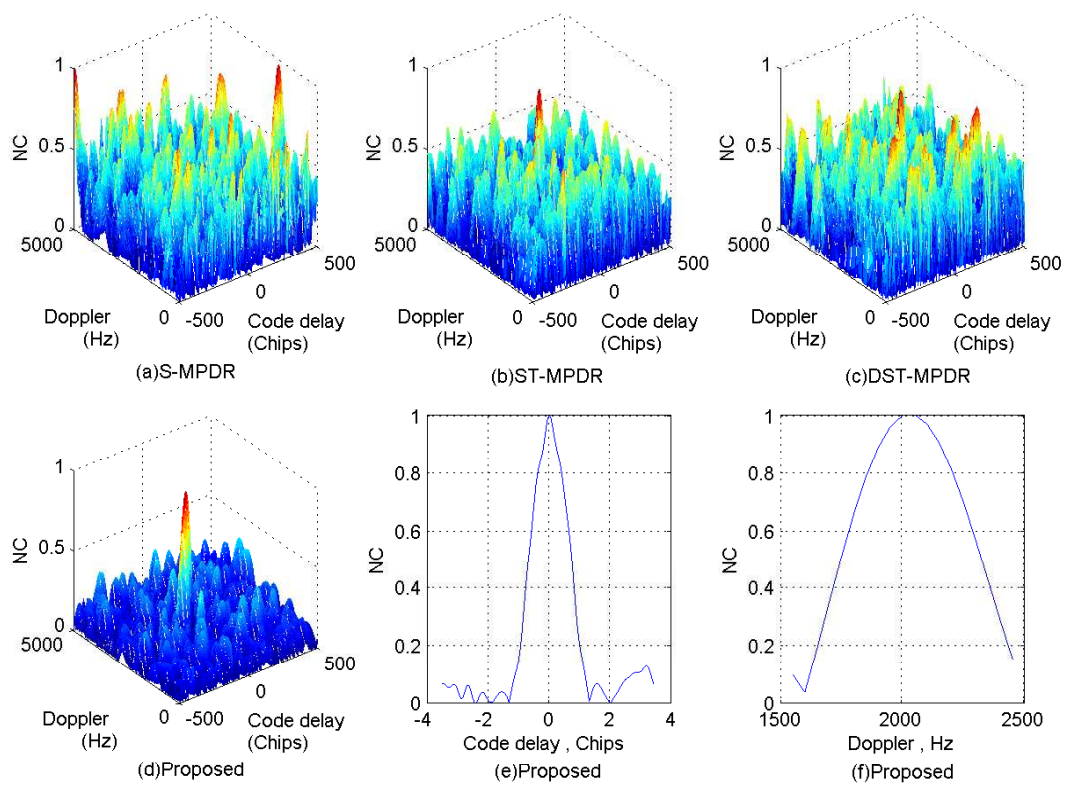 1
0.5
0
NC
5000
Doppler
(Hz)
0
-500
0
500
Code delay
(Chips)
(a)S-MPDR
1
0.5
0
NC
5000
Doppler
(Hz)
0
-500
0
500
Code delay
(Chips)
(b)ST-MPDR
1
0.5
0
NC
5000
Doppler
(Hz)
0
-500
0
500
Code delay
(Chips)
(c)DST-MPDR
1
0.5
0
NC
5000
Doppler
(Hz)
0
-500
0
500
Code delay
(Chips)
(d)Proposed
1
0.8
0.6
0.4
0.2
0
NC
-4
-2
0
2
4
Code delay , Chips
(e)Proposed
1
0.8
0.6
0.4
0.2
0
NC
1500
2000
2500
Doppler , Hz
(f)Proposed